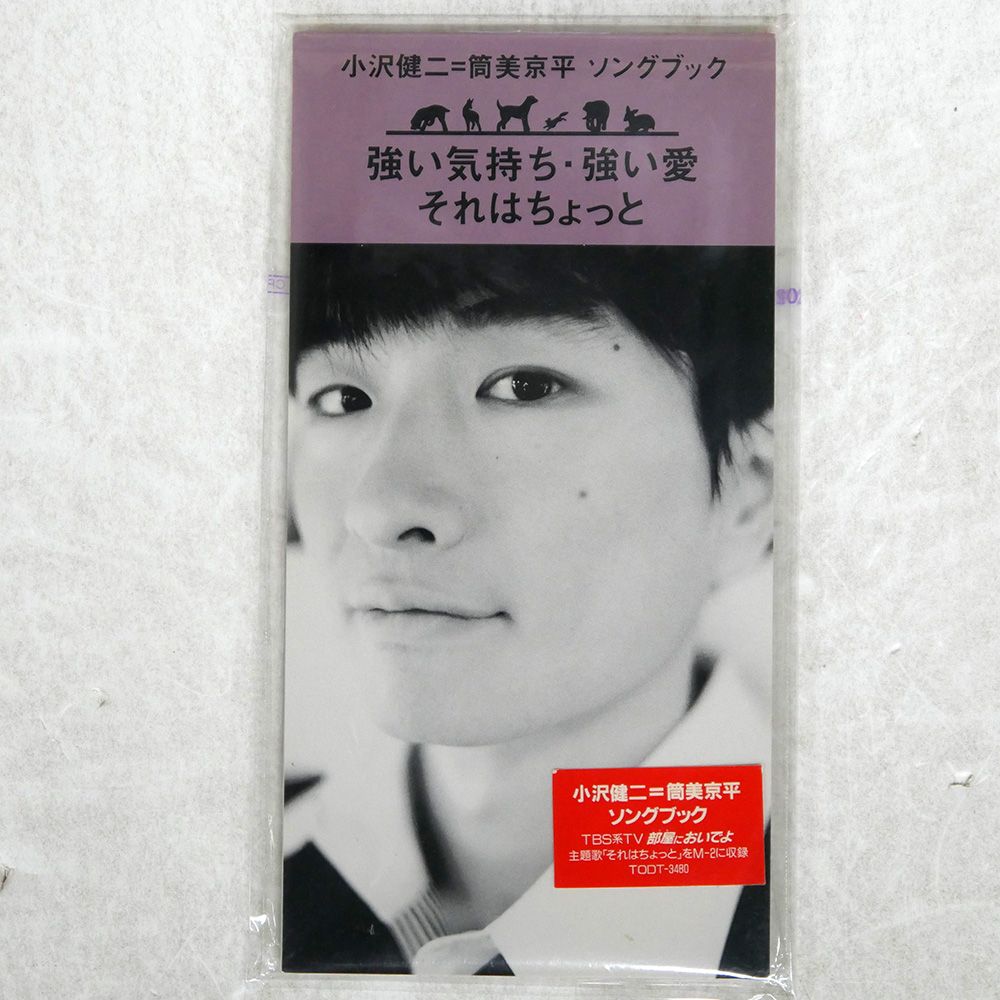 小沢健二=筒美京平 ソングブック
強い気持ち・強い愛
それはちょっと
小沢健二=筒美京平
ソングブック
TBS系TV 部屋においでよ
主題歌「それはちょっと」をM-2に収録
TODT-3480